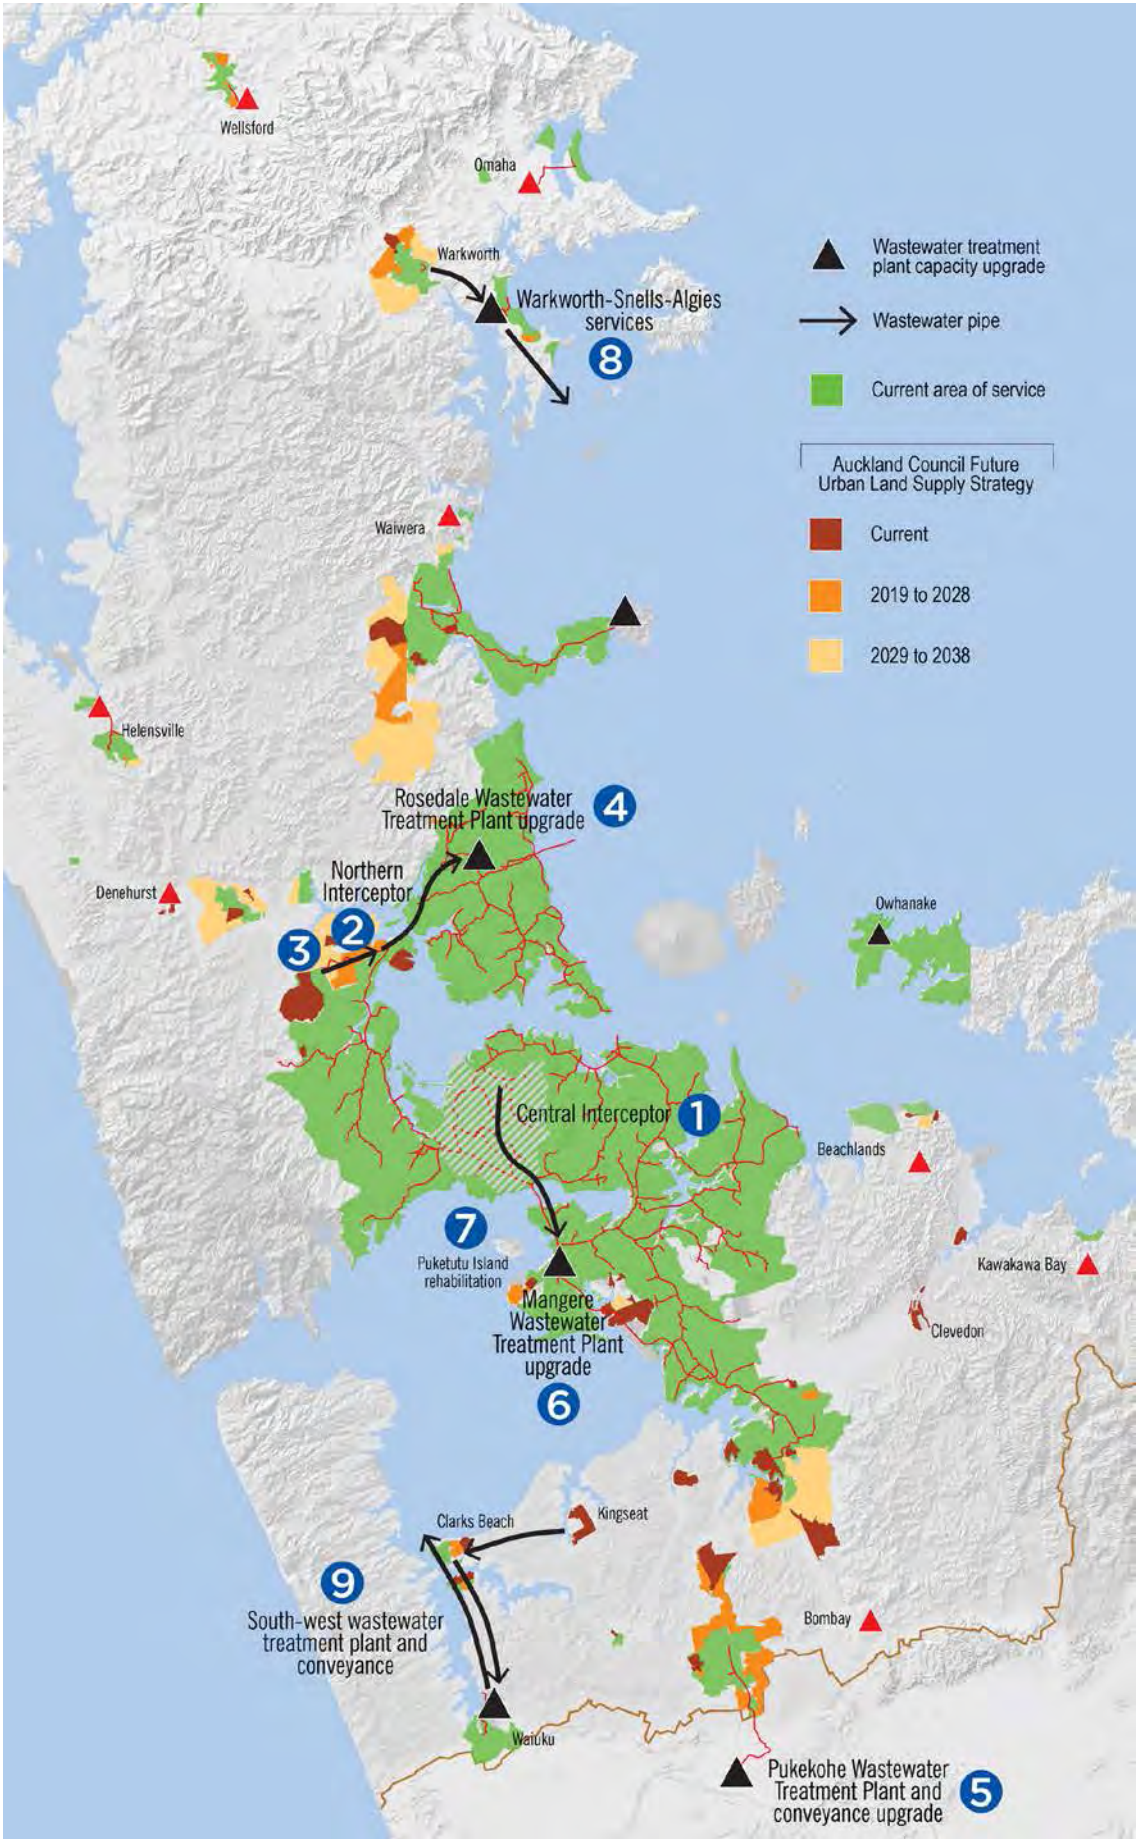 Wellsford
Omaha
Warkworth
Warkworth-Snells-Algies
services
8
Wastewater treatment
plant capacity upgrade
Wastewater pipe
Current area of service
Auckland Council Future
Urban Land Supply Strategy
Current
2019 to 2028
2029 to 2038
Waiwera
Helensville
Rosedale Wastewater
Treatment Plant upgrade
4
Northern
Interceptor
2
3
Denehurst
Owhanake
Central Interceptor
1
Beachlands
7
Puketutu Island
rehabilitation
Kawakawa Bay
Clevedon
Mangere
Wastewater
Treatment Plant
upgrade
6
Clarks Beach
Kingseat
9
South-west wastewater
treatment plant and
conveyance
Bombay
Waiuku
Pukekohe Wastewater
Treatment Plant and
conveyance upgrade
5